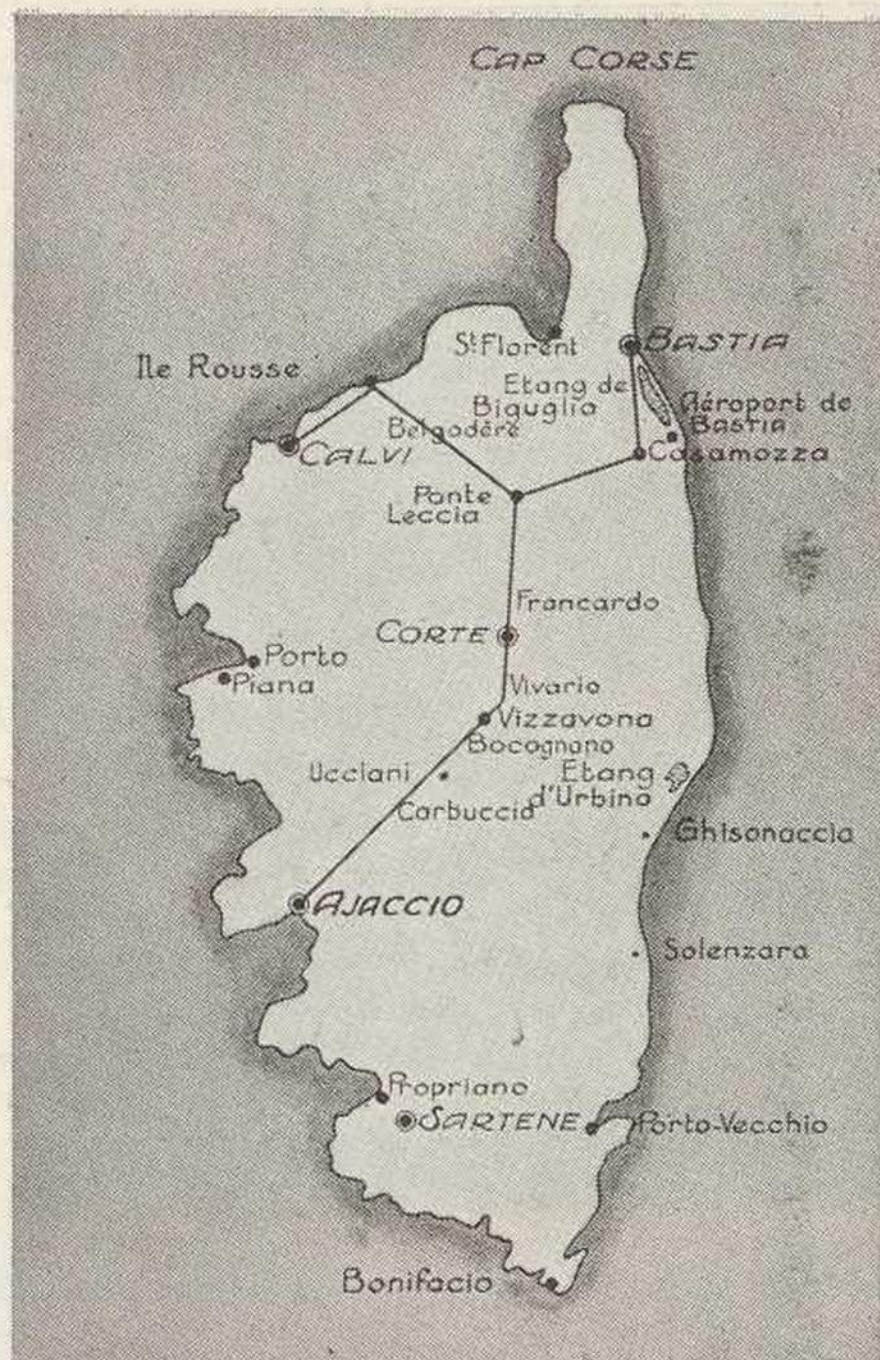 CAP CORSE
St Florent
BASTIA
Ile Rousse
Etang de
Biguglia
Aéroport de
BASTIA
Belgodère
CALVI
Casamozza
Ponte
Leccia
Francardo
CORTE
Porto
Piana
Vivario
Vizzavona
Bocognano
Ucciani
Etang
d'Urbino
Carbuccia
Ghisonaccia
AJACCIO
Solenzara
Propriano
SARTENE
Porto-Vecchio
Bonifacio